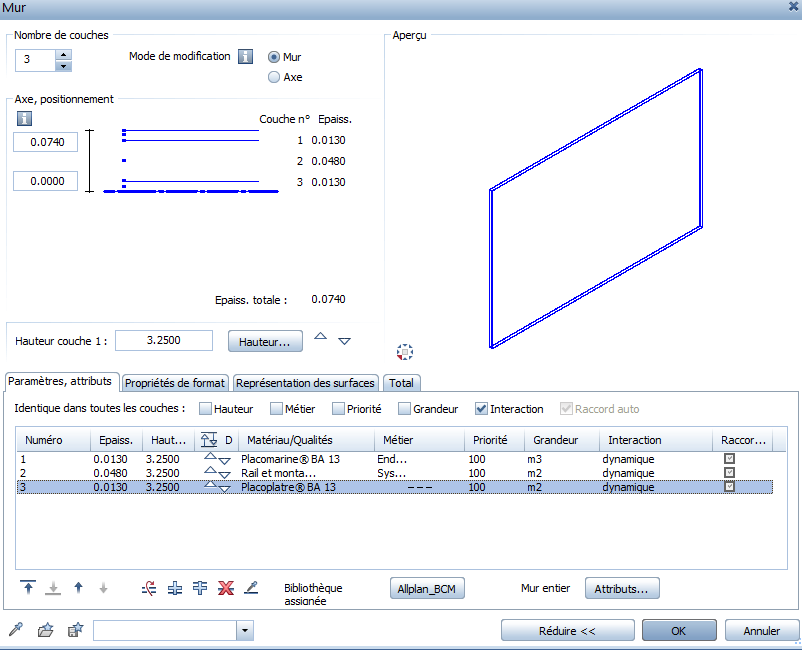 Mur
Nombre de couches
3
Mode de modification
Mur
Axe
Aperçu
Axe, positionnement
Couche n° Epaiss.
0.0740
1 0.0130
2 0.0480
0.0000
3 0.0130
Epaiss. totale : 0.0740
Hauteur couche 1 : 3.2500 Hauteur...
Paramètres, attributs Propriétés de format Représentation des surfaces Total
Identique dans toutes les couches : Hauteur Métier Priorité Grandeur Interaction Raccord auto
Numéro Epaiss. Haut... D Matériau/Qualités Métier Priorité Grandeur Interaction Raccor...
1 0.0130 3.2500 Placomarine® BA 13 End... 100 m3 dynamique
2 0.0480 3.2500 Rail et monta... Sys... 100 m2 dynamique
3 0.0130 3.2500 Placoplatre® BA 13 --- 100 m2 dynamique
Bibliothèque
assignée
Allplan_BCM
Mur entier
Attributs...
Réduire << OK Annuler